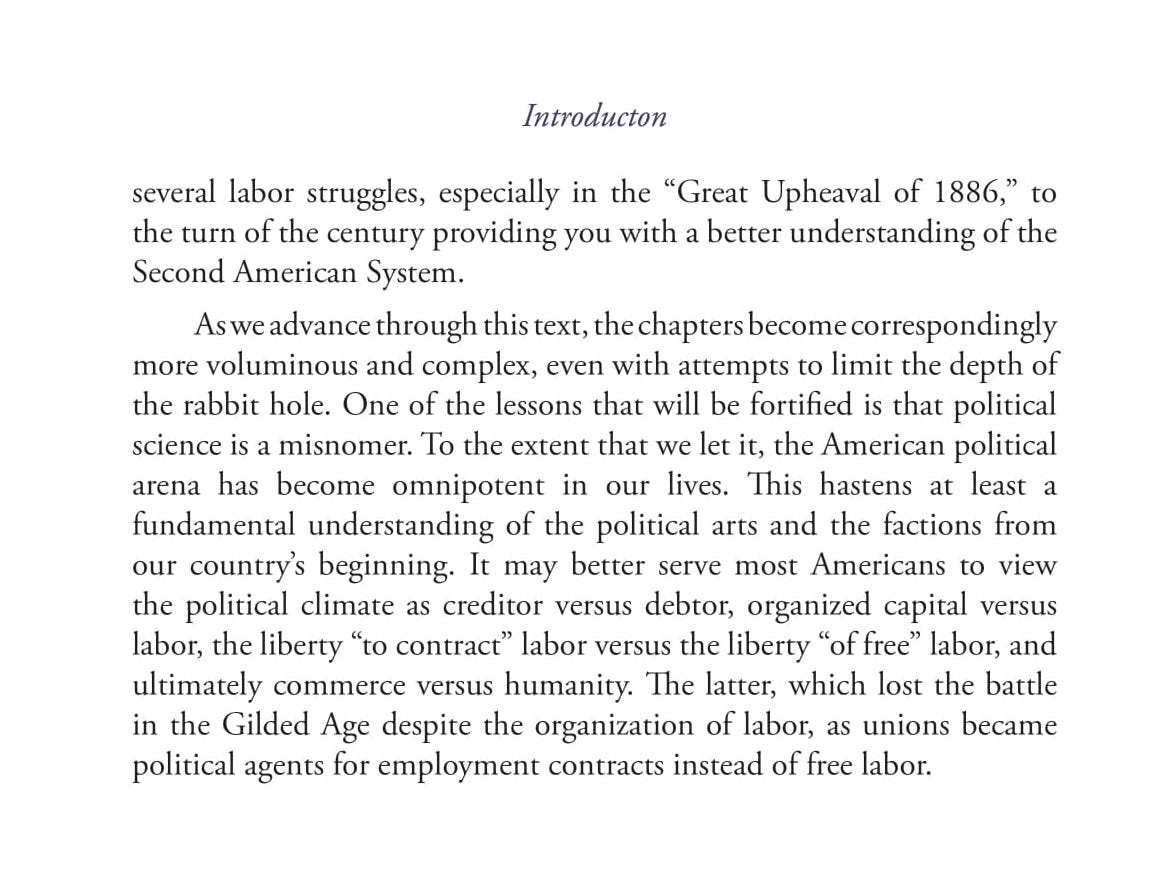 Introducton
several labor struggles, especially in the “Great Upheaval of 1886,” to
the turn of the century providing you with a better understanding of the
Second American System.
As we advance through this text, the chapters become correspondingly
more voluminous and complex, even with attempts to limit the depth of
the rabbit hole. One of the lessons that will be fortified is that political
science is a misnomer. To the extent that we let it, the American political
arena has become omnipotent in our lives. This hastens at least a
fundamental understanding of the political arts and the factions from
our country’s beginning. It may better serve most Americans to view
the political climate as creditor versus debtor, organized capital versus
labor, the liberty “to contract” labor versus the liberty “of free” labor, and
ultimately commerce versus humanity. The latter, which lost the battle
in the Gilded Age despite the organization of labor, as unions became
political agents for employment contracts instead of free labor.